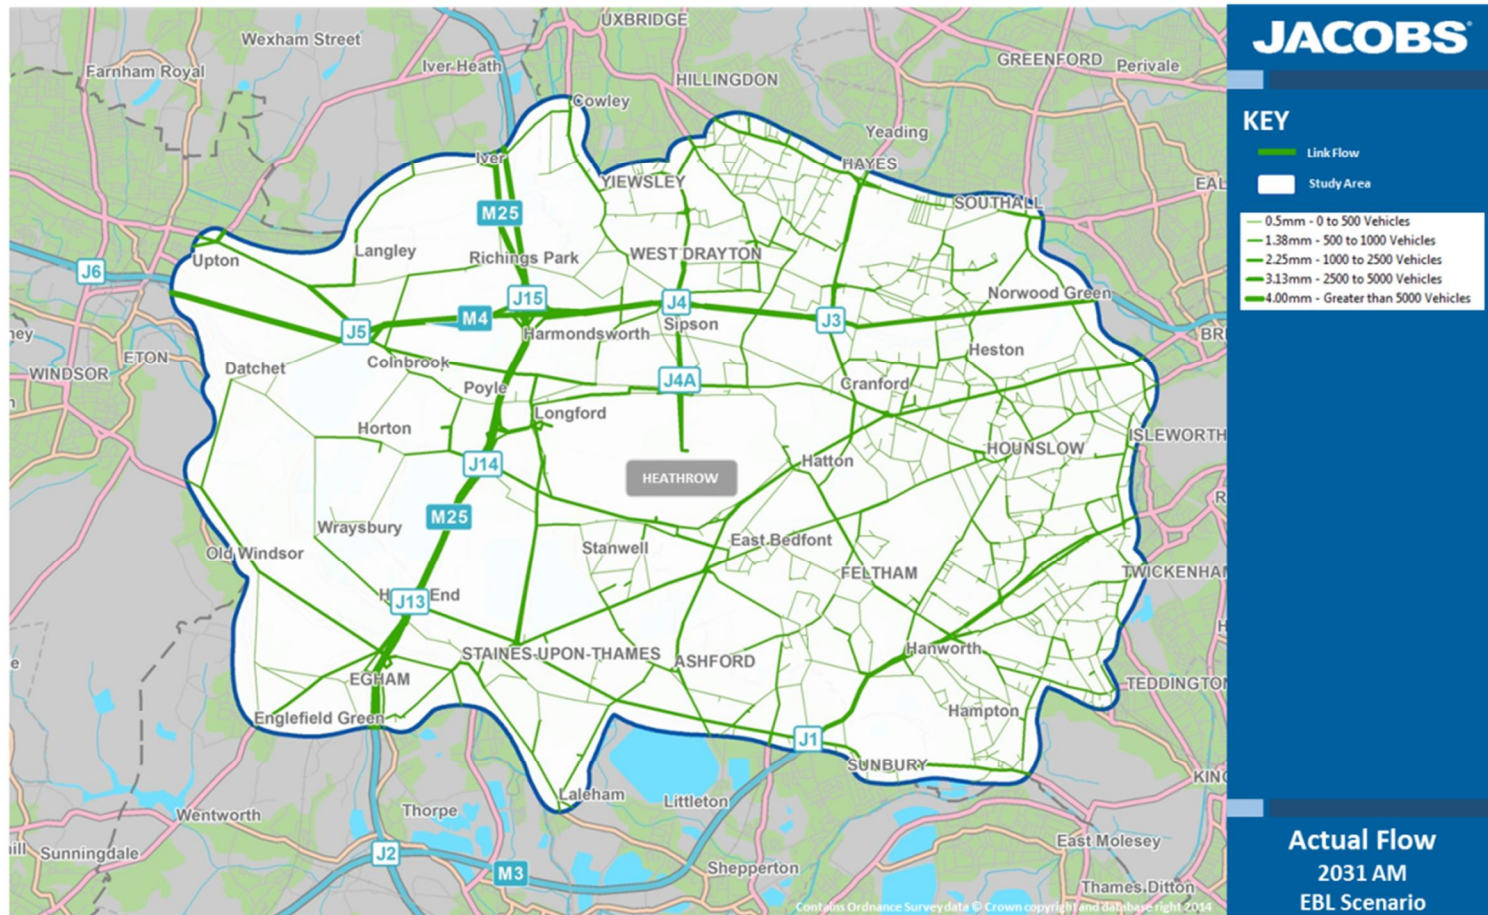 UXBRIDGE
Wexham Street
Farnham Royal
Iver Heath
HILLINGDON
GREENFORD
Perivale
Cowley
Yeading
Iver
HAYES
YIEWSLEY
SOUTHALL
M25
Langley
Richings Park
WEST DRAYTON
Upton
J6
J15
J4
Norwood Green
J5
M4
Sipson
J3
Harmondsworth
ETON
Colnbrook
Heston
WINDSOR
Datchet
Poyle
J4A
Cranford
Longford
Horton
ISLEWORTH
HOUNSLOW
J14
Hatton
HEATHROW
M25
Wraysbury
Old Windsor
Stanwell
East Bedfont
FELTHAM
J13
End
STAINES-UPON-THAMES
ASHFORD
Hanworth
EGHAM
Englefield Green
Hampton
J1
SUNBURY
Laleham
Littleton
Wentworth
Thorpe
East Molesey
Sunningdale
J2
M3
Shepperton
Thames Ditton
Contains Ordnance Survey data © Crown copyright and database right 2014
JACOBS
KEY
Link Flow
Study Area
0.5mm - 0 to 500 Vehicles
1.38mm - 500 to 1000 Vehicles
2.25mm - 1000 to 2500 Vehicles
3.13mm - 2500 to 5000 Vehicles
4.00mm - Greater than 5000 Vehicles
Actual Flow
2031 AM
EBL Scenario